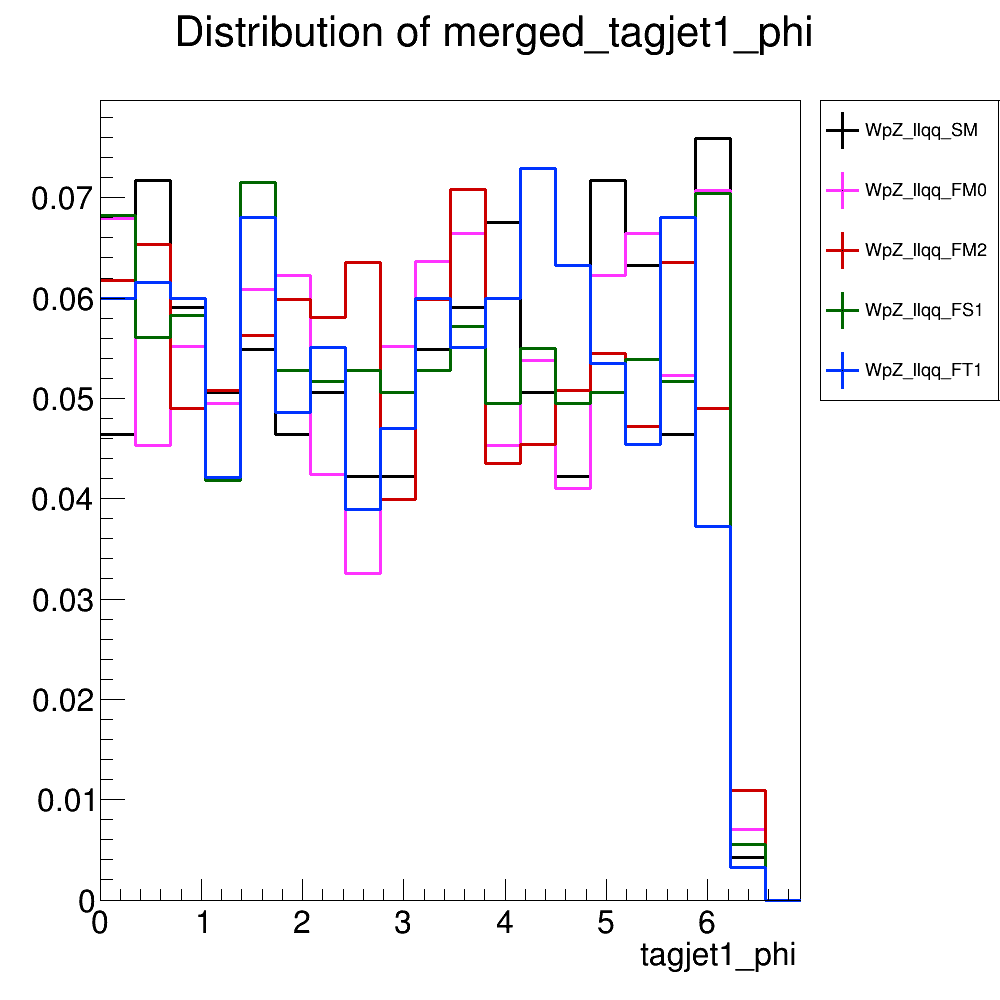 Distribution of merged_tagjet1_phi
WpZ_llqq_SM
WpZ_llqq_FM0
WpZ_llqq_FM2
WpZ_llqq_FS1
WpZ_llqq_FT1
0.07
0.06
0.05
0.04
0.03
0.02
0.01
0
0 1 2 3 4 5 6
tagjet1_phi